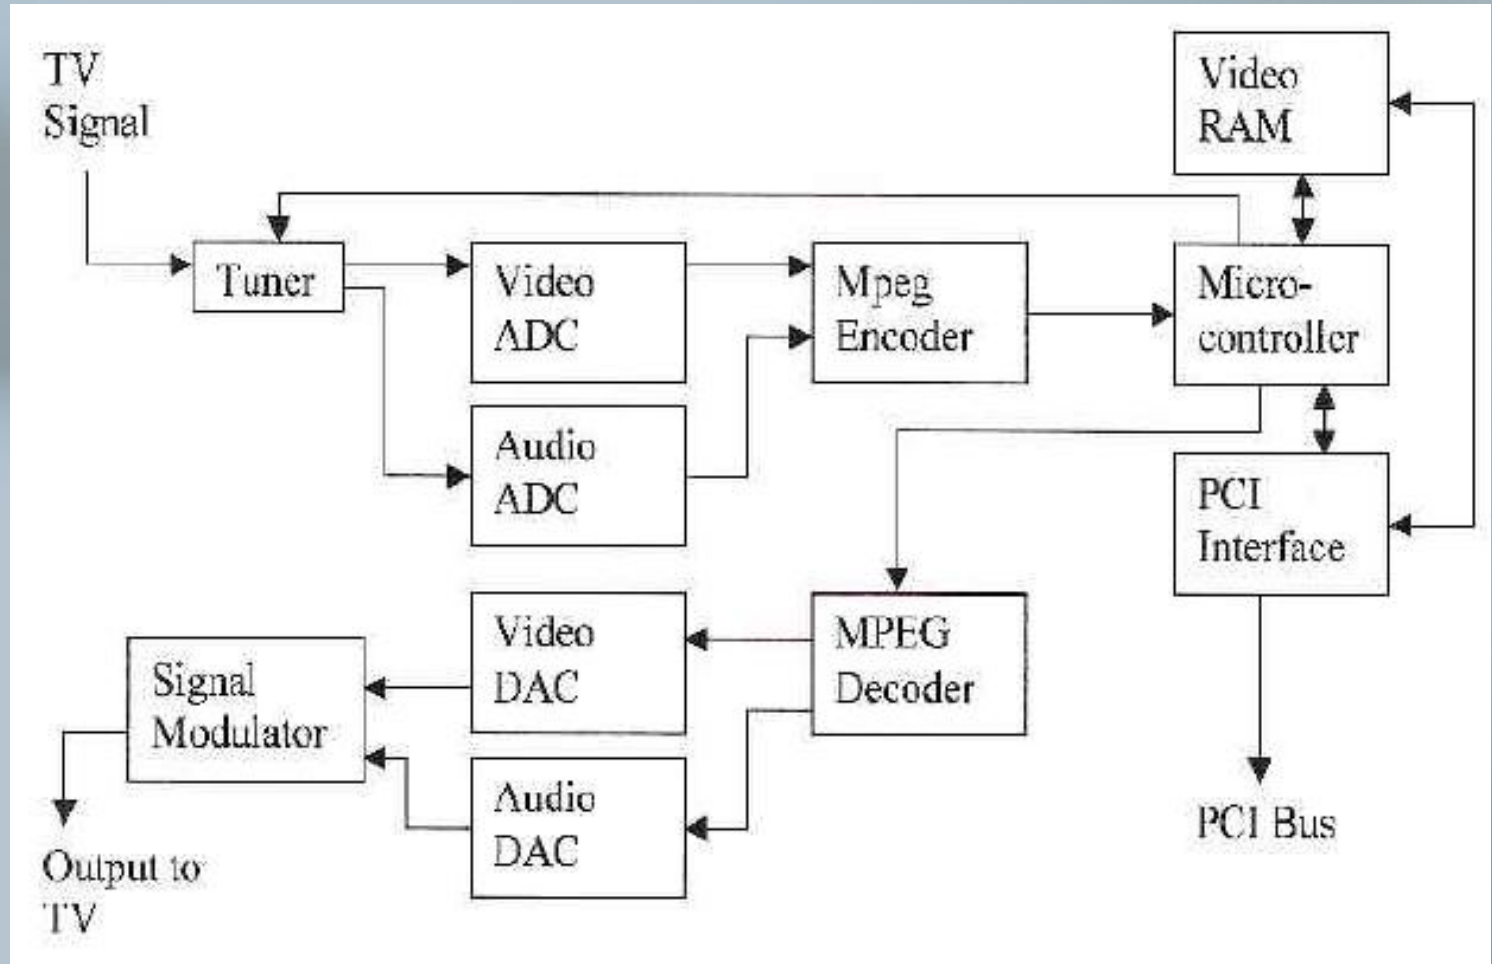 TV
Signal
Video
RAM
Tuner
Video
ADC
Mpeg
Encoder
Micro-
controller
Audio
ADC
PCI
Interface
Signal
Modulator
Video
DAC
MPEG
Decoder
Audio
DAC
PCI Bus
Output to
TV